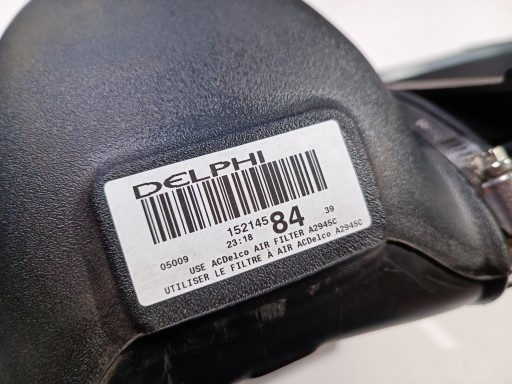 DELPHI
15214584 39
05009 23:18
USE ACDelco AIR FILTER A2945C
UTILISER LE FILTRE À AIR ACDelco A2945C